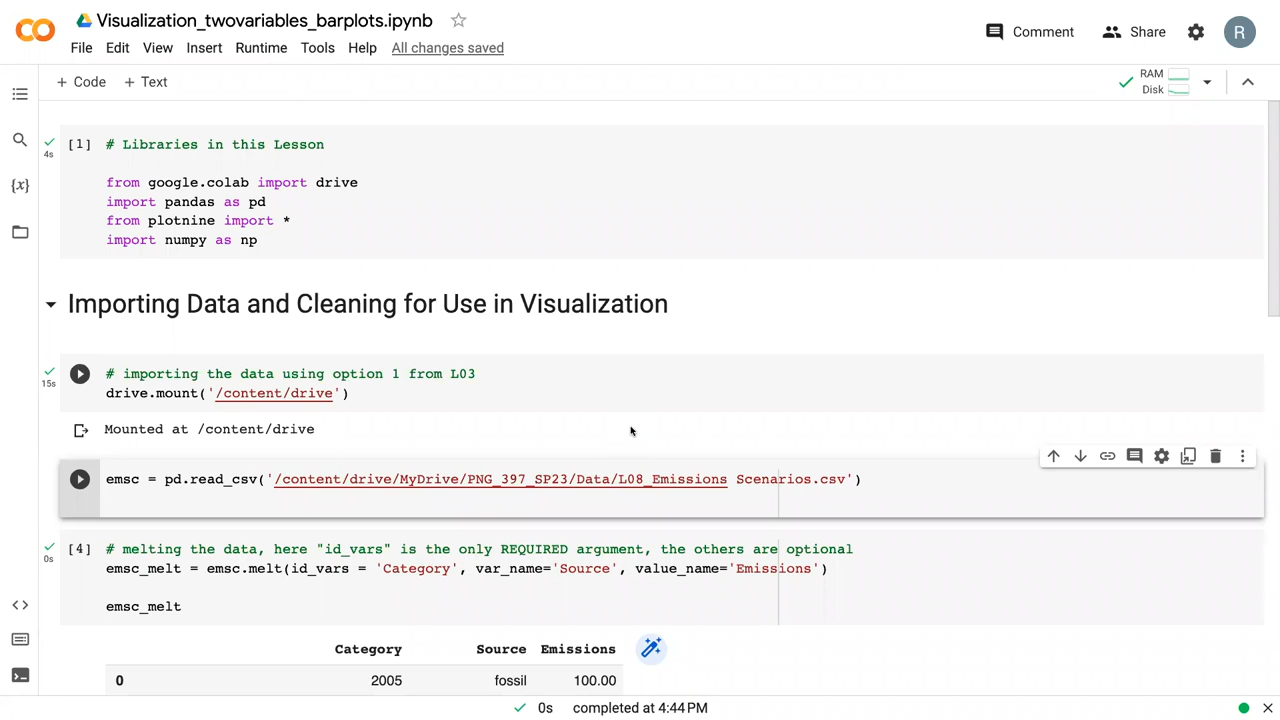 Visualization_twovariables_barplots.ipynb
File Edit View Insert Runtime Tools Help All changes saved
Comment Share R
+ Code + Text
RAM
Disk
[1] # Libraries in this Lesson
4s
from google.colab import drive
import pandas as pd
from plotnine import *
import numpy as np
{x}
Importing Data and Cleaning for Use in Visualization
# importing the data using option 1 from L03
15s
drive.mount('/content/drive')
Mounted at /content/drive
emsc = pd.read_csv('/content/drive/MyDrive/PNG_397_SP23/Data/L08_Emissions Scenarios.csv')
[4] # melting the data, here "id_vars" is the only REQUIRED argument, the others are optional
0s
emsc_melt = emsc.melt(id_vars = 'Category', var_name='Source', value_name='Emissions')
emsc_melt
Category Source Emissions
0 2005 fossil 100.00
0s completed at 4:44 PM